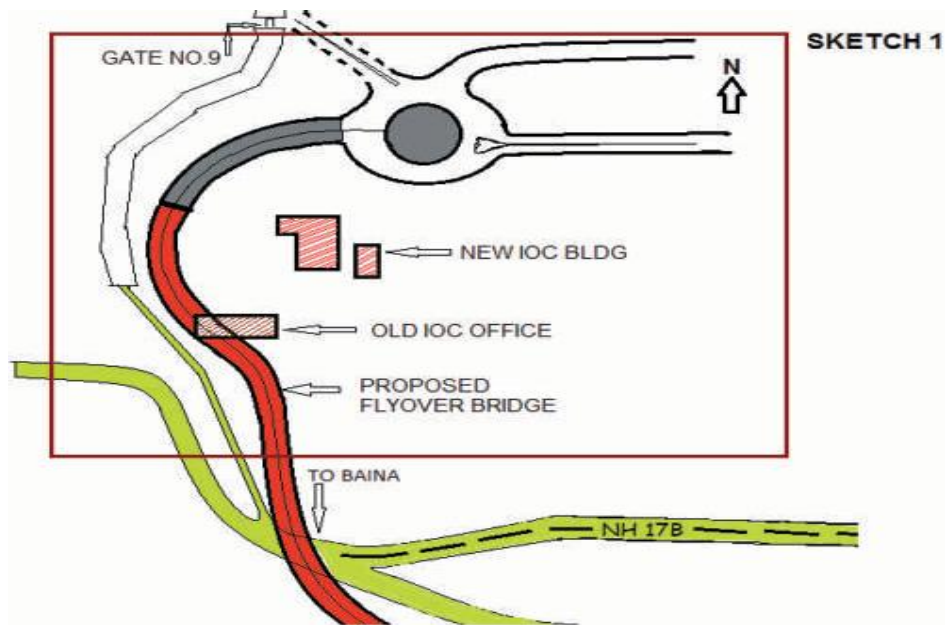 SKETCH 1
GATE NO.9
N
NEW IOC BLDG
OLD IOC OFFICE
PROPOSED
FLYOVER BRIDGE
TO BAINA
NH 17B